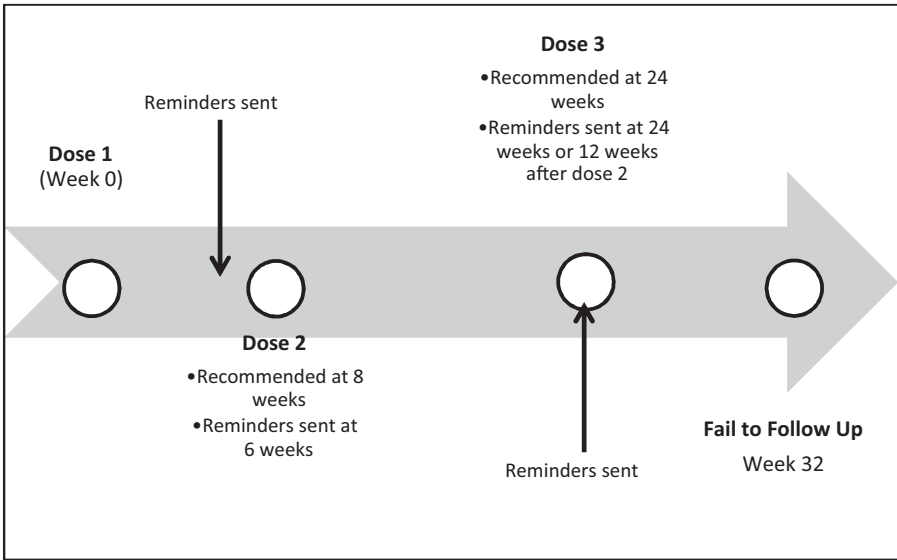 Dose 1
(Week 0)
Reminders sent
Dose 2
•Recommended at 8
weeks
•Reminders sent at
6 weeks
Dose 3
•Recommended at 24
weeks
•Reminders sent at 24
weeks or 12 weeks
after dose 2
Reminders sent
Fail to Follow Up
Week 32